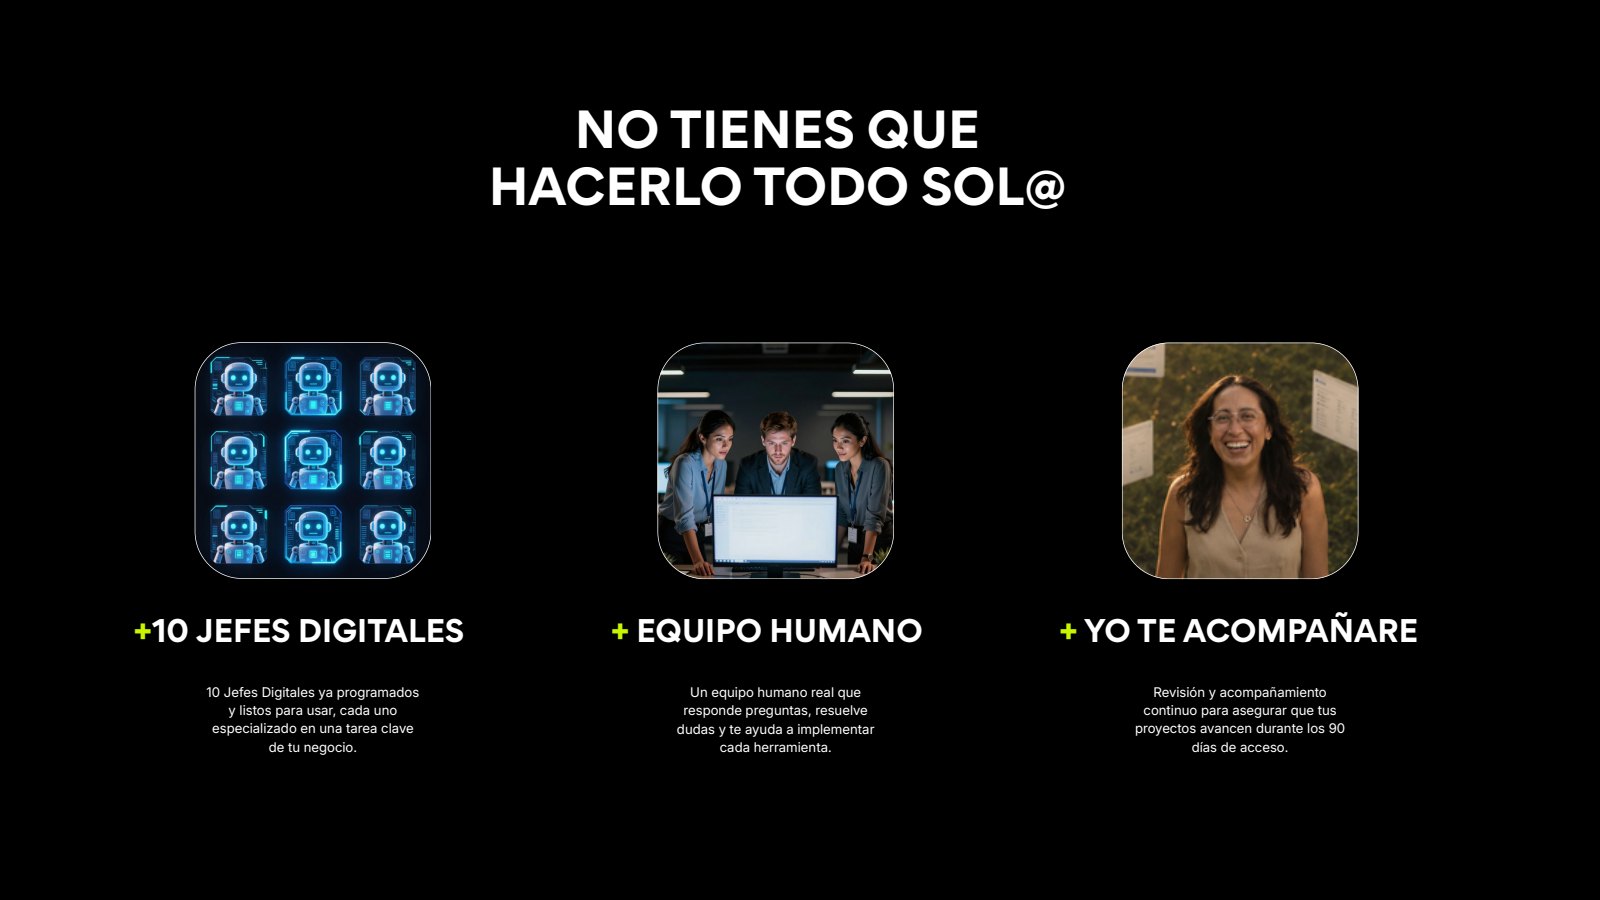 NO TIENES QUE
HACERLO TODO SOL@
+10 JEFES DIGITALES
10 Jefes Digitales ya programados
y listos para usar, cada uno
especializado en una tarea clave
de tu negocio.
+ EQUIPO HUMANO
Un equipo humano real que
responde preguntas, resuelve
dudas y te ayuda a implementar
cada herramienta.
+ YO TE ACOMPAÑARE
Revisión y acompañamiento
continuo para asegurar que tus
proyectos avancen durante los 90
días de acceso.